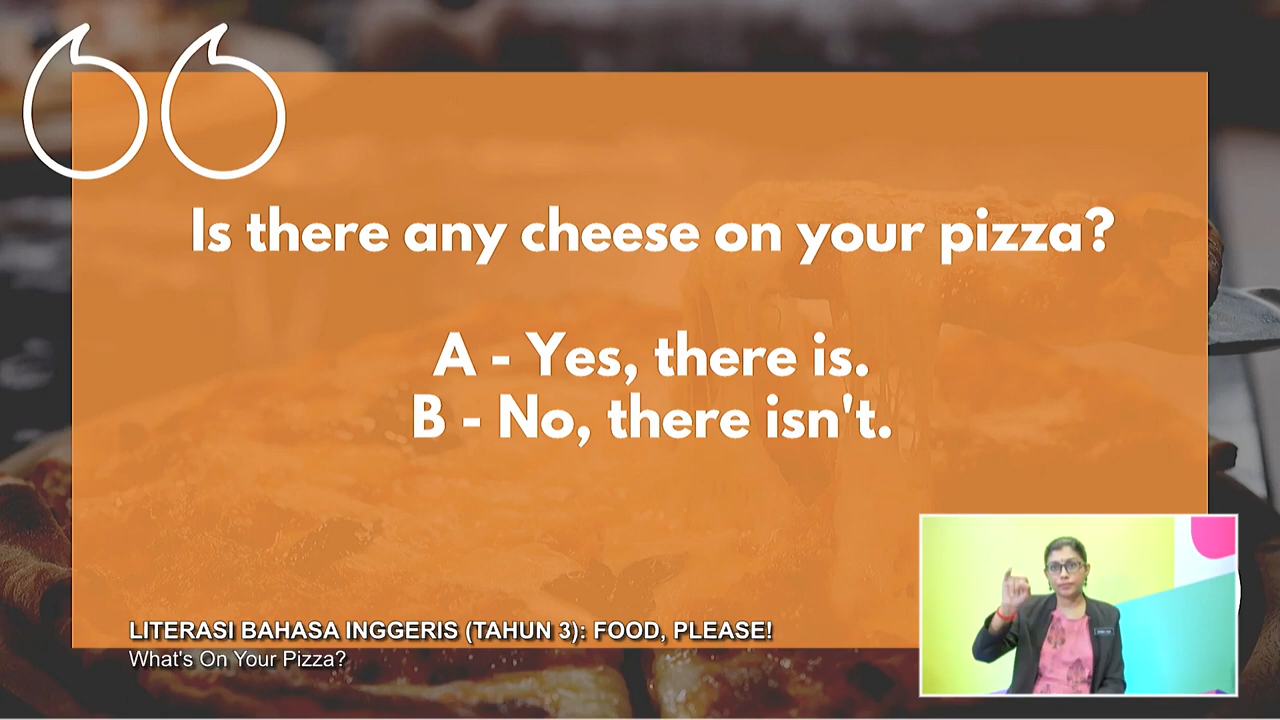 Is there any cheese on your pizza?
A - Yes, there is.
B - No, there isn't.
LITERASI BAHASA INGGERIS (TAHUN 3): FOOD, PLEASE!
What's On Your Pizza?